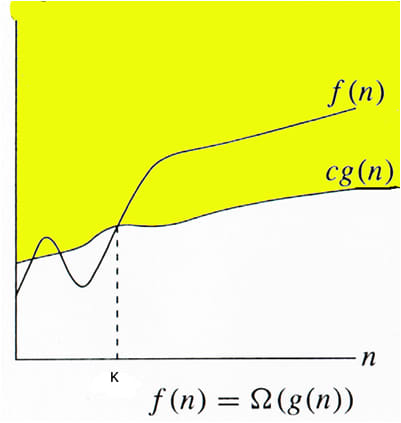 f(n)
cg(n)
n
K
f(n) = Ω(g(n))